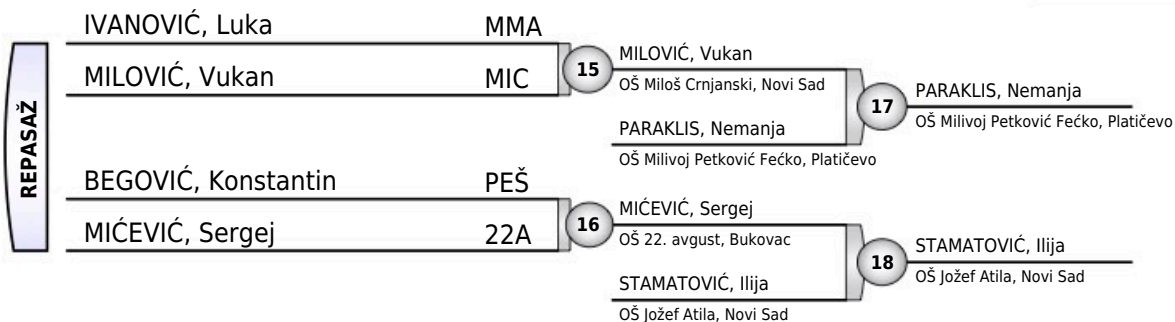 REPASAŽ
IVANOVIĆ, Luka MMA
MILOVIĆ, Vukan MIC
15
MILOVIĆ, Vukan
OŠ Miloš Crnjanski, Novi Sad
PARAKLIS, Nemanja
OŠ Milivoj Petković Fećko, Platičevo
17
PARAKLIS, Nemanja
OŠ Milivoj Petković Fećko, Platičevo
BEGOVIĆ, Konstantin PEŠ
MIĆEVIĆ, Sergej 22A
16
MIĆEVIĆ, Sergej
OŠ 22. avgust, Bukovac
STAMATOVIĆ, Ilija
OŠ Jožef Atila, Novi Sad
18
STAMATOVIĆ, Ilija
OŠ Jožef Atila, Novi Sad